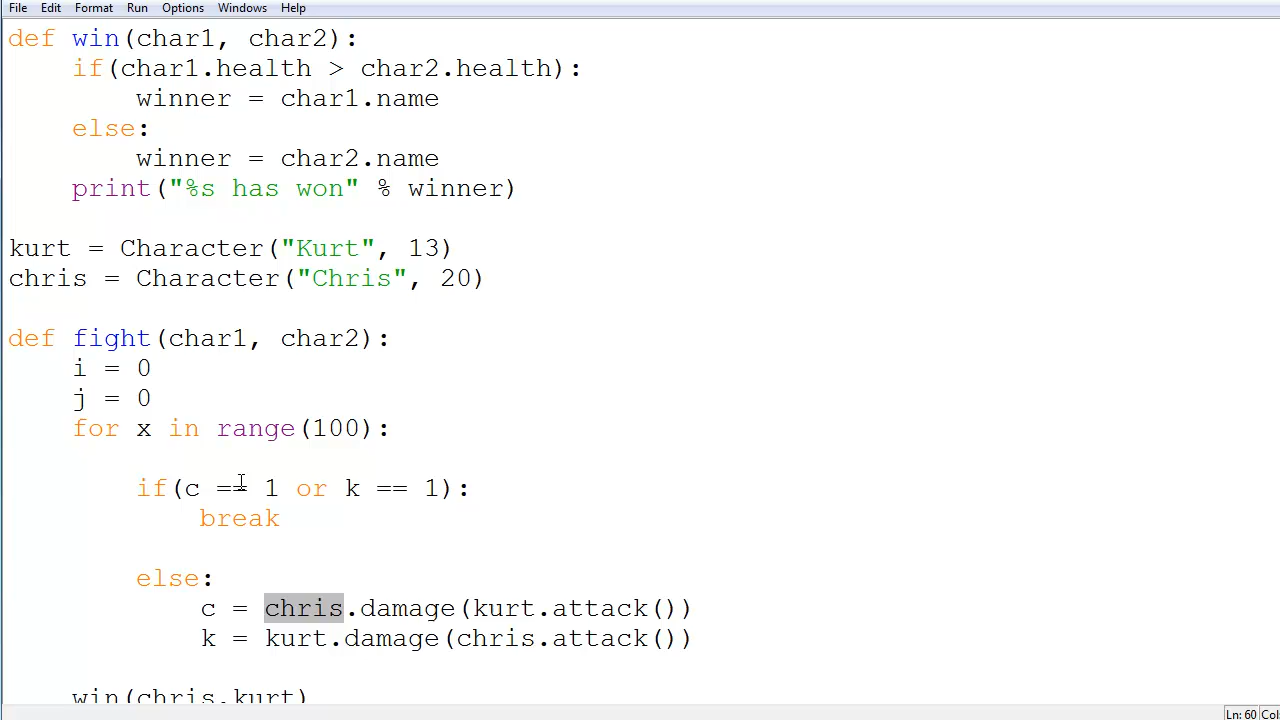 File Edit Format Run Options Windows Help
def win(char1, char2):
    if(char1.health > char2.health):
        winner = char1.name
    else:
        winner = char2.name
    print("%s has won" % winner)
kurt = Character("Kurt", 13)
chris = Character("Chris", 20)
def fight(char1, char2):
    i = 0
    j = 0
    for x in range(100):
        if(c == 1 or k == 1):
            break
        else:
            c = chris.damage(kurt.attack())
            k = kurt.damage(chris.attack())
    win(chris,kurt)
Ln: 60 Col